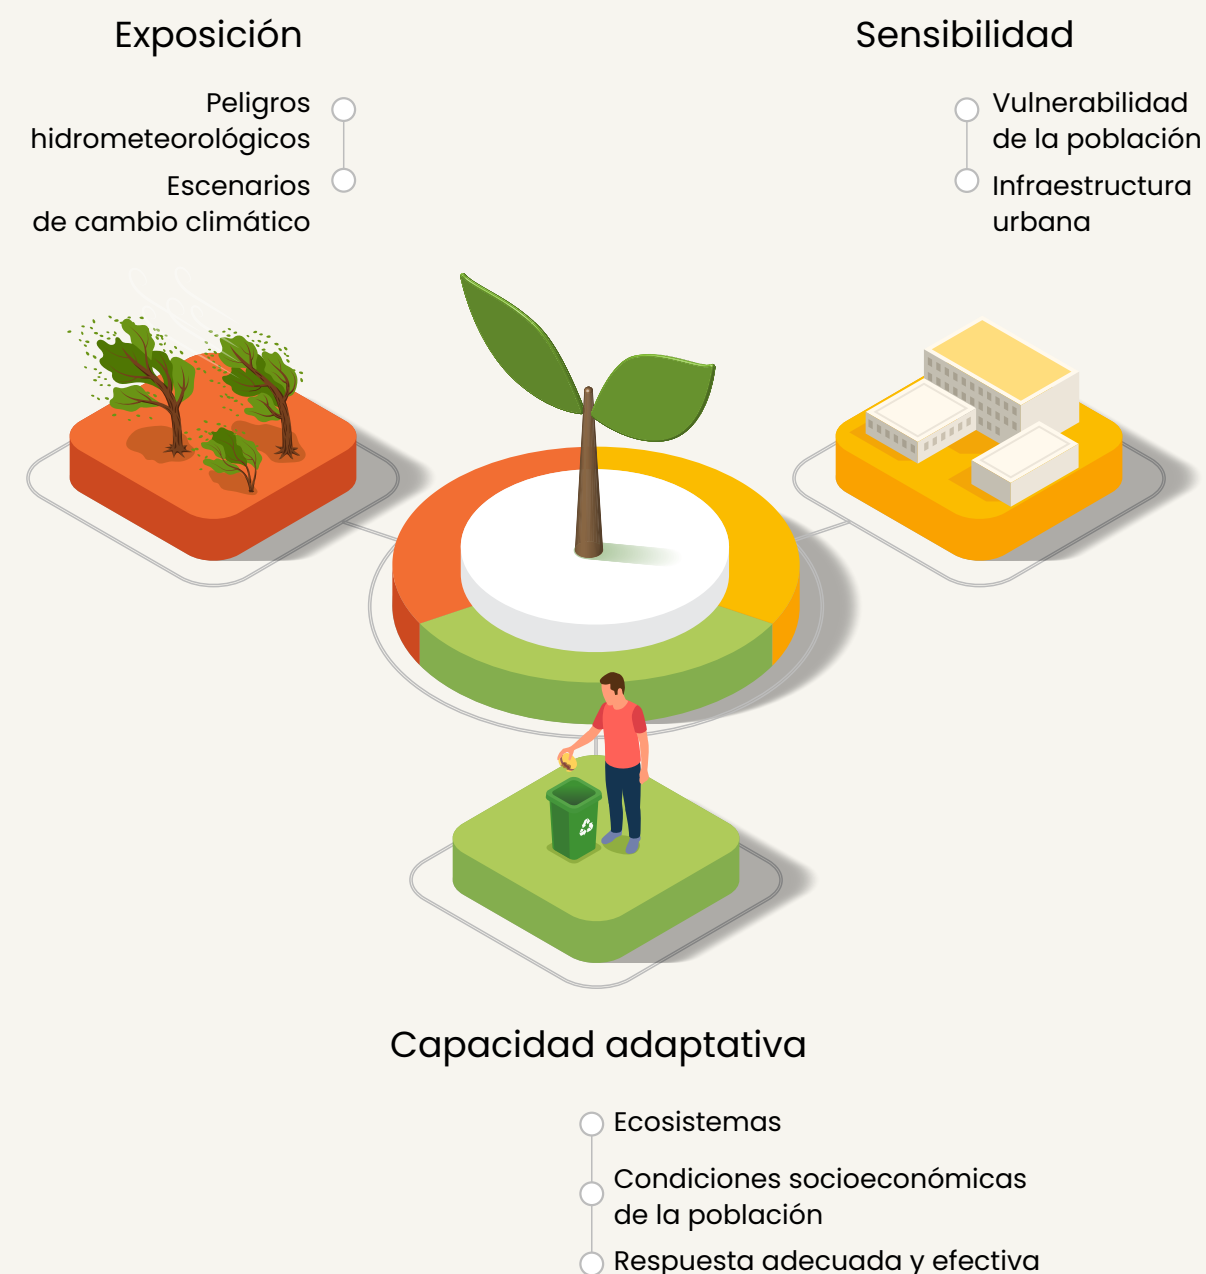 Exposición
Peligros
hidrometeorológicos
Escenarios
de cambio climático
Sensibilidad
Vulnerabilidad
de la población
Infraestructura
urbana
Capacidad adaptativa
Ecosistemas
Condiciones socioeconómicas
de la población
Respuesta adecuada y efectiva